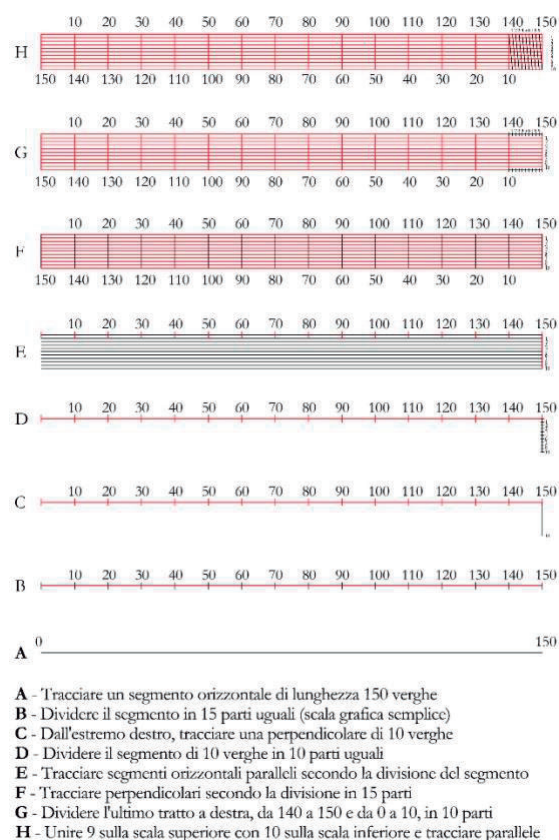 10 20 30 40 50 60 70 80 90 100 110 120 130 140 150
H
150 140 130 120 110 100 90 80 70 60 50 40 30 20 10
10 20 30 40 50 60 70 80 90 100 110 120 130 140 150
G
150 140 130 120 110 100 90 80 70 60 50 40 30 20 10
10 20 30 40 50 60 70 80 90 100 110 120 130 140 150
F
150 140 130 120 110 100 90 80 70 60 50 40 30 20 10
10 20 30 40 50 60 70 80 90 100 110 120 130 140 150
E
10 20 30 40 50 60 70 80 90 100 110 120 130 140 150
D
10 20 30 40 50 60 70 80 90 100 110 120 130 140 150
C
10 20 30 40 50 60 70 80 90 100 110 120 130 140 150
B
0 150
A
A - Tracciare un segmento orizzontale di lunghezza 150 verghe
B - Dividere il segmento in 15 parti uguali (scala grafica semplice)
C - Dall'estremo destro, tracciare una perpendicolare di 10 verghe
D - Dividere il segmento di 10 verghe in 10 parti uguali
E - Tracciare segmenti orizzontali paralleli secondo la divisione del segmento
F - Tracciare perpendicolari secondo la divisione in 15 parti
G - Dividere l'ultimo tratto a destra, da 140 a 150 e da 0 a 10, in 10 parti
H - Unire 9 sulla scala superiore con 10 sulla scala inferiore e tracciare parallele